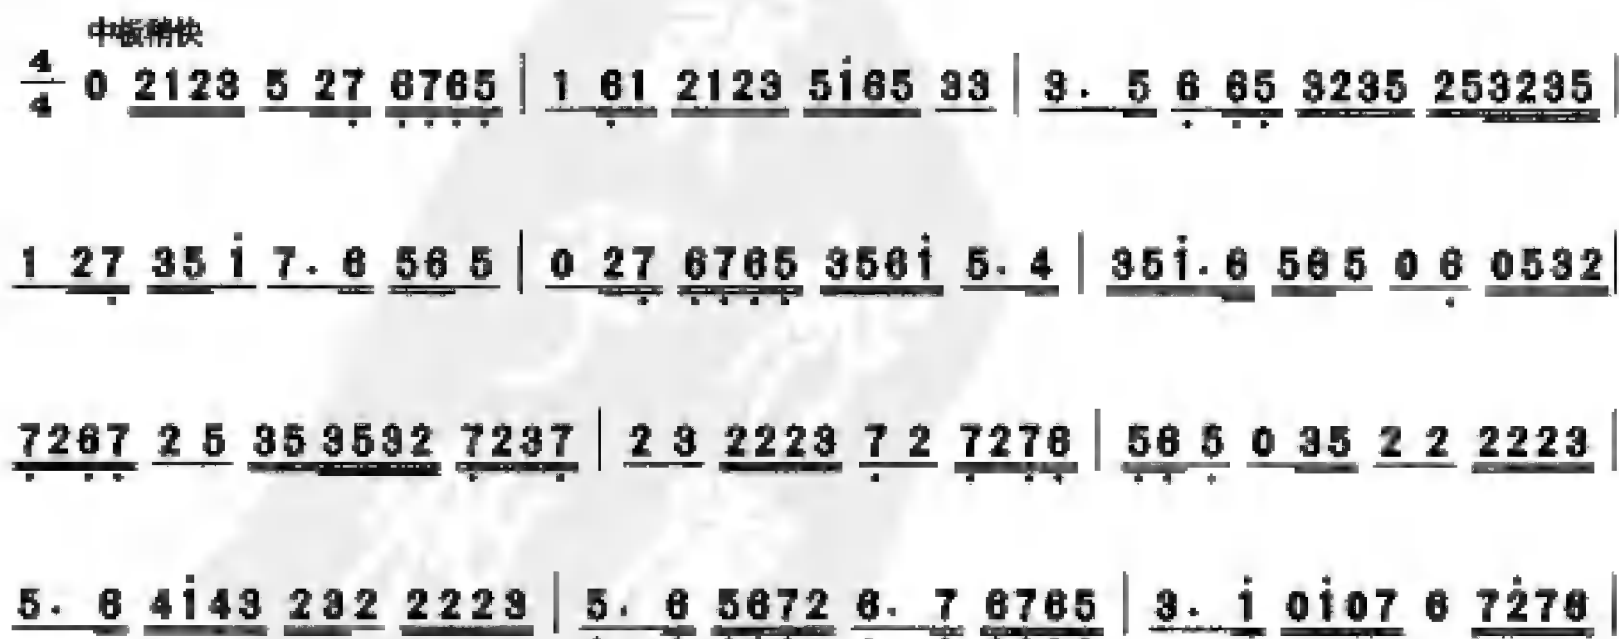 中板稍快
4/4 0 2123 5 27 6765 | 1 61 2123 5i65 33 | 3. 5 6 65 3235 253235 |
1 27 35 i 7. 6 56 5 | 0 27 6765 356i 5. 4 | 35i.6 56 5 0 6 0532 |
7267 2 5 353532 7237 | 2 3 2223 7 2 7276 | 56 5 0 35 2 2 2223 |
5. 6 4i43 232 2223 | 5. 6 5672 6. 7 6765 | 3. i 0i07 6 7276 |